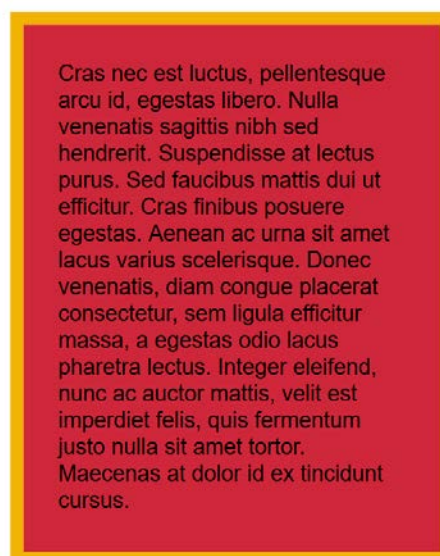 Cras nec est luctus, pellentesque
arcu id, egestas libero. Nulla
venenatis sagittis nibh sed
hendrerit. Suspendisse at lectus
purus. Sed faucibus mattis dui ut
efficitur. Cras finibus posuere
egestas. Aenean ac urna sit amet
lacus varius scelerisque. Donec
venenatis, diam congue placerat
consectetur, sem ligula efficitur
massa, a egestas odio lacus
pharetra lectus. Integer eleifend,
nunc ac auctor mattis, velit est
imperdiet felis, quis fermentum
justo nulla sit amet tortor.
Maecenas at dolor id ex tincidunt
cursus.